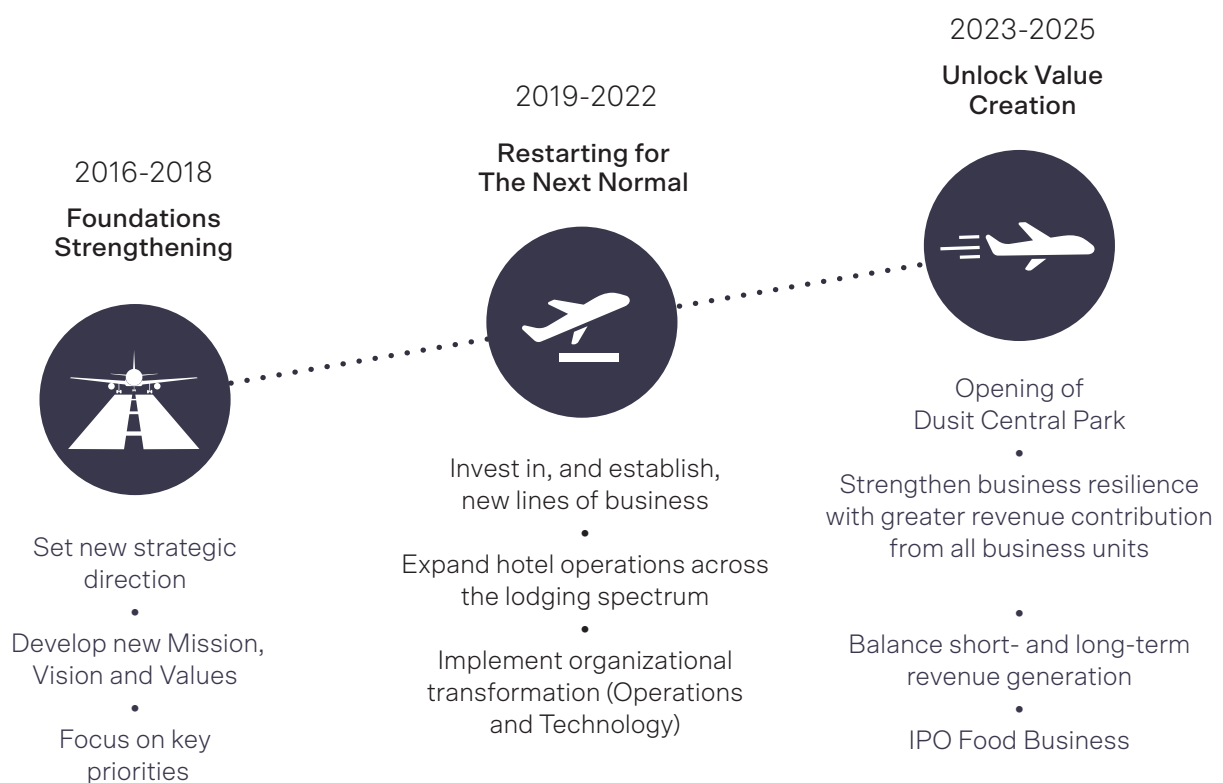 2016-2018
Foundations
Strengthening
Set new strategic
direction
•
Develop new Mission,
Vision and Values
•
Focus on key
priorities
2019-2022
Restarting for
The Next Normal
Invest in, and establish,
new lines of business
•
Expand hotel operations across
the lodging spectrum
•
Implement organizational
transformation (Operations
and Technology)
2023-2025
Unlock Value
Creation
Opening of
Dusit Central Park
•
Strengthen business resilience
with greater revenue contribution
from all business units
•
Balance short- and long-term
revenue generation
•
IPO Food Business